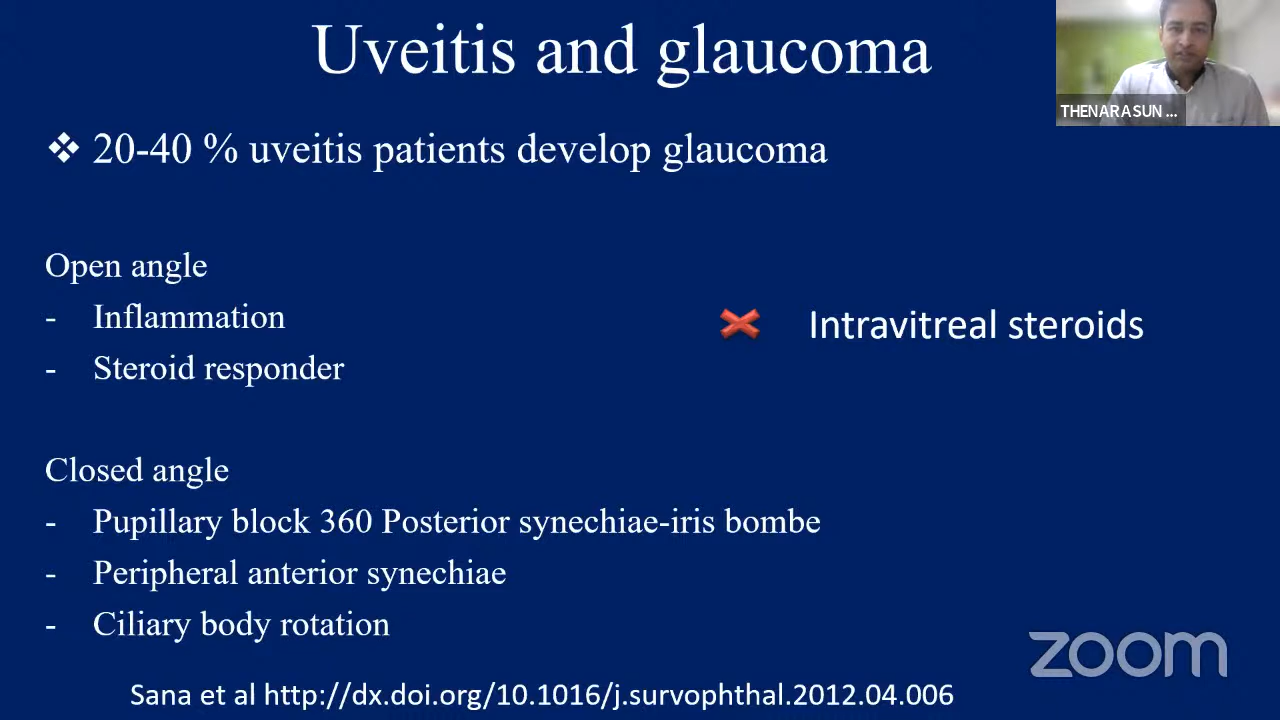 Uveitis and glaucoma
THENARASUN ...
❖ 20-40 % uveitis patients develop glaucoma
Open angle
- Inflammation
- Steroid responder
Intravitreal steroids
Closed angle
- Pupillary block 360 Posterior synechiae-iris bombe
- Peripheral anterior synechiae
- Ciliary body rotation
zoom
Sana et al http://dx.doi.org/10.1016/j.survophthal.2012.04.006